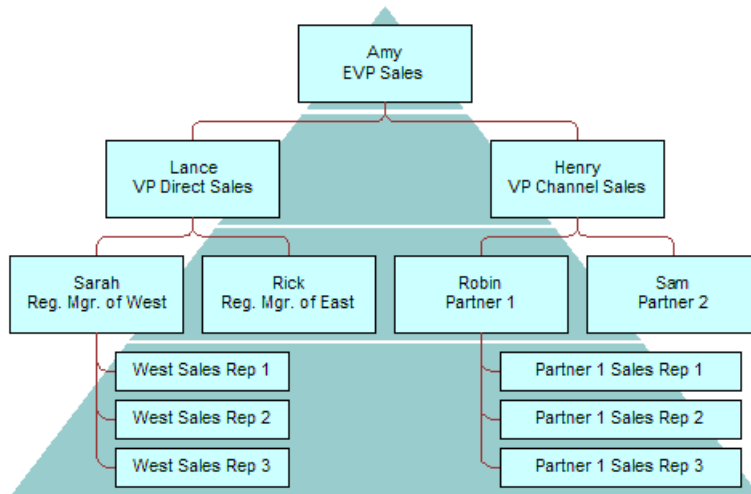 Amy
EVP Sales
Lance
VP Direct Sales
Henry
VP Channel Sales
Sarah
Reg. Mgr. of West
Rick
Reg. Mgr. of East
Robin
Partner 1
Sam
Partner 2
West Sales Rep 1
West Sales Rep 2
West Sales Rep 3
Partner 1 Sales Rep 1
Partner 1 Sales Rep 2
Partner 1 Sales Rep 3